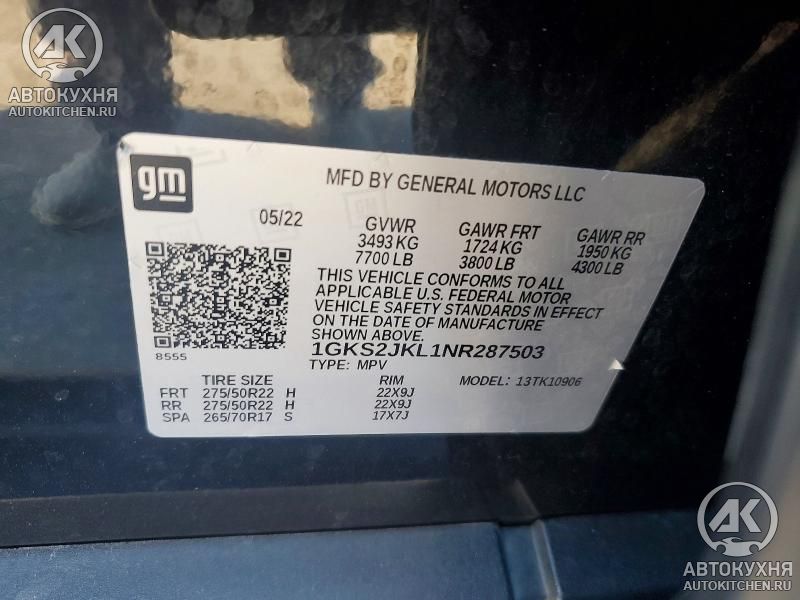 АК
АВТОКУХНЯ
AUTOKITCHEN.RU
gm
MFD BY GENERAL MOTORS LLC
05/22
GVWR GAWR FRT GAWR RR
3493 KG 1724 KG 1950 KG
7700 LB 3800 LB 4300 LB
THIS VEHICLE CONFORMS TO ALL
APPLICABLE U.S. FEDERAL MOTOR
VEHICLE SAFETY STANDARDS IN EFFECT
ON THE DATE OF MANUFACTURE
SHOWN ABOVE.
8555
1GKS2JKL1NR287503
TYPE: MPV MODEL: 13TK10906
TIRE SIZE RIM
FRT 275/50R22 H 22X9J
RR 275/50R22 H 22X9J
SPA 265/70R17 S 17X7J
АК
АВТОКУХНЯ
AUTOKITCHEN.RU